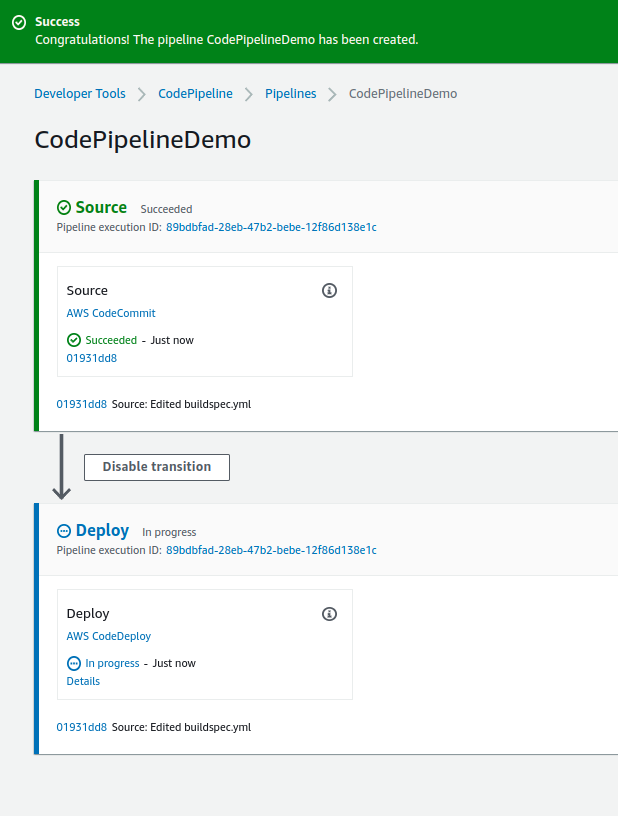 Success
Congratulations! The pipeline CodePipelineDemo has been created.
Developer Tools CodePipeline Pipelines CodePipelineDemo
CodePipelineDemo
Source Succeeded
Pipeline execution ID: 89bdbfad-28eb-47b2-bebe-12f86d138e1c
Source
AWS CodeCommit
Succeeded - Just now
01931dd8
01931dd8 Source: Edited buildspec.yml
Disable transition
Deploy In progress
Pipeline execution ID: 89bdbfad-28eb-47b2-bebe-12f86d138e1c
Deploy
AWS CodeDeploy
In progress - Just now
Details
01931dd8 Source: Edited buildspec.yml